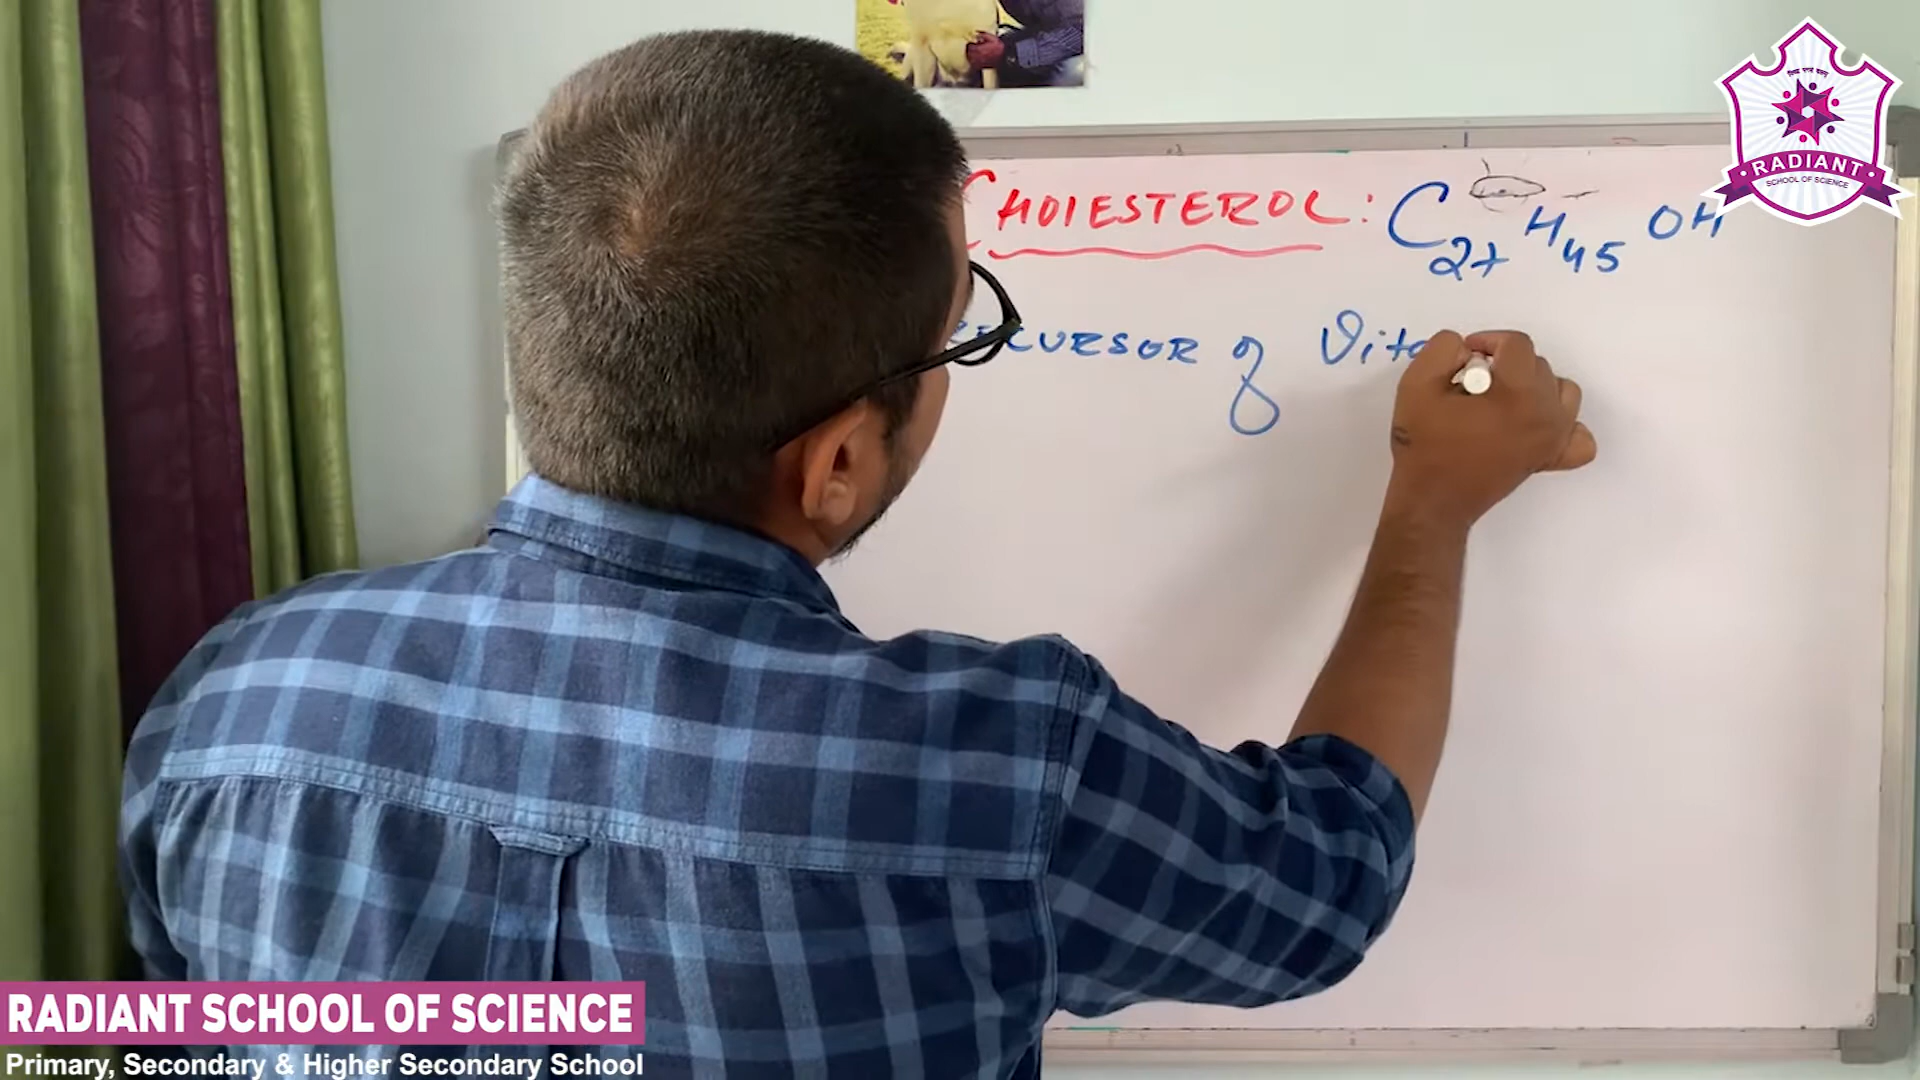 CHOLESTEROL: C27H45OH
RECURSOR of Vita
RADIANT
SCHOOL OF SCIENCE
RADIANT SCHOOL OF SCIENCE
Primary, Secondary & Higher Secondary School